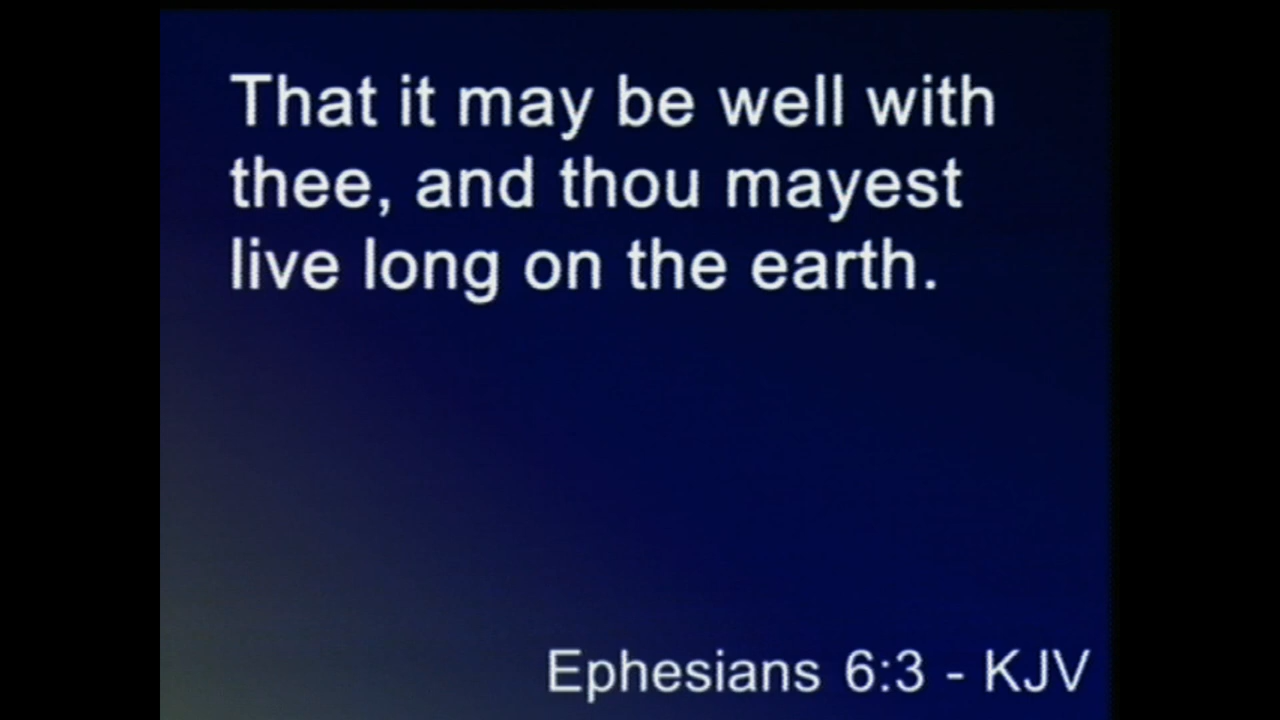 That it may be well with
thee, and thou mayest
live long on the earth.
Ephesians 6:3 - KJV